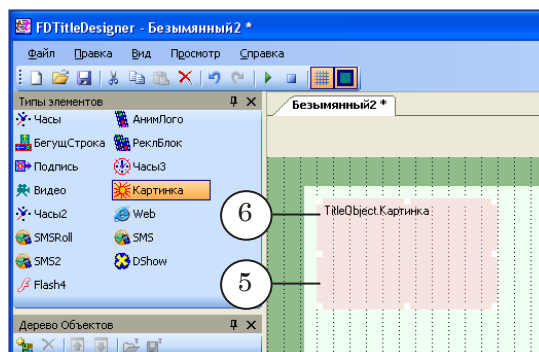 FDTitleDesigner - Безымянный2 *
Файл Правка Вид Просмотр Справка
Типы элементов
Безымянный2 *
Часы АнимЛого
БегущСтрока РеклБлок
Подпись Часы3
Видео Картинка
Часы2 Web
SMSRoll SMS
SMS2 DShow
Flash4
6
TitleObject.Картинка
5
Дерево Объектов